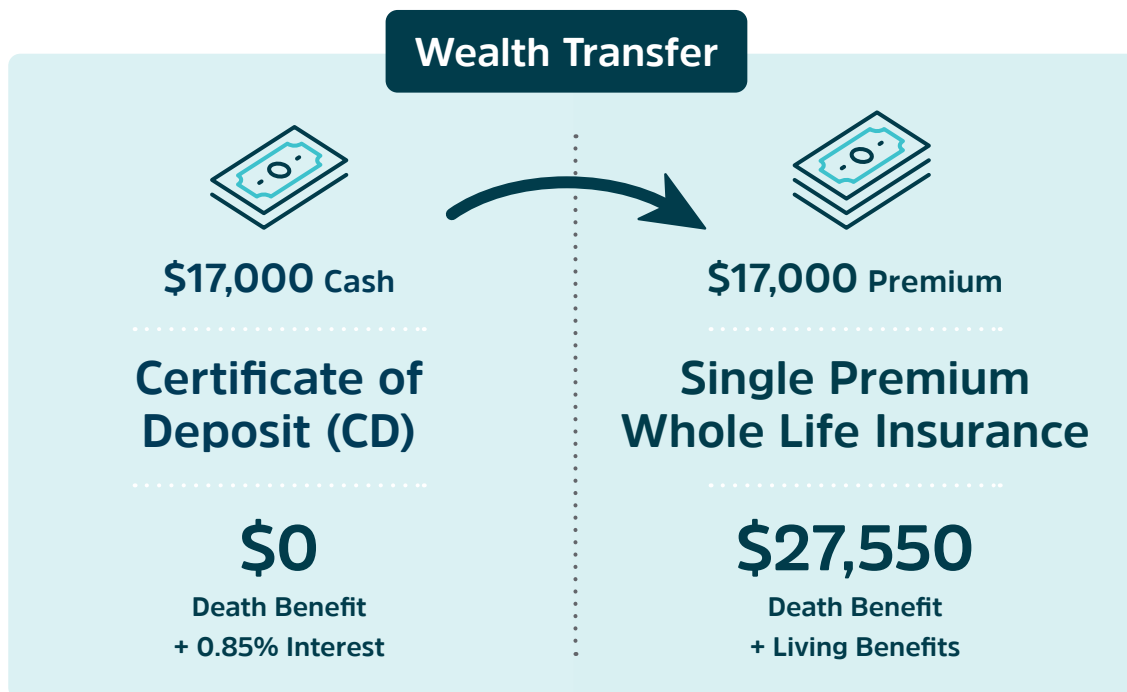 Wealth Transfer
$17,000 Cash
Certificate of
Deposit (CD)
$0
Death Benefit
+ 0.85% Interest
$17,000 Premium
Single Premium
Whole Life Insurance
$27,550
Death Benefit
+ Living Benefits